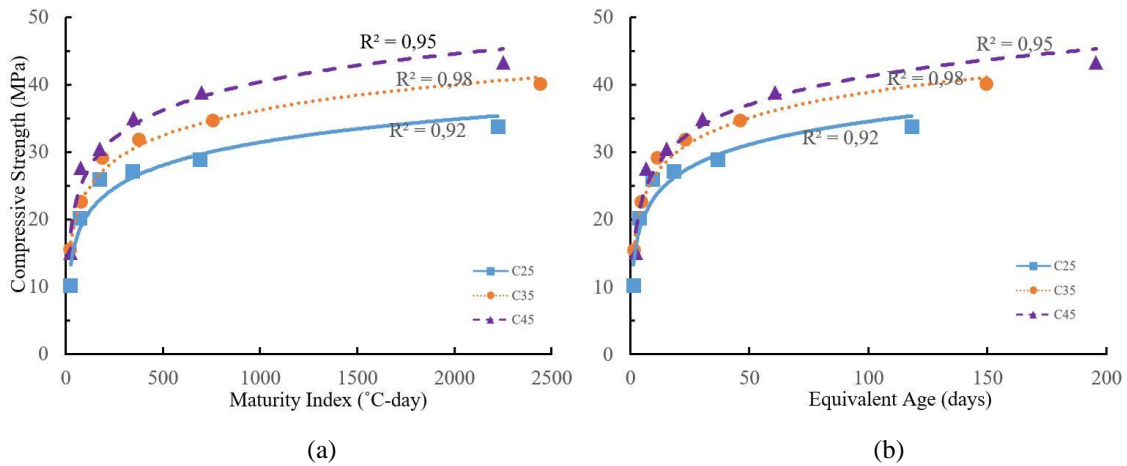 50
40
30
20
10
0
Compressive Strength (MPa)
R² = 0,95
R² = 0,98
R² = 0,92
C25
C35
C45
0 500 1000 1500 2000 2500
Maturity Index (˚C-day)
(a)
50
40
30
20
10
0
R² = 0,95
R² = 0,98
R² = 0,92
C25
C35
C45
0 50 100 150 200
Equivalent Age (days)
(b)